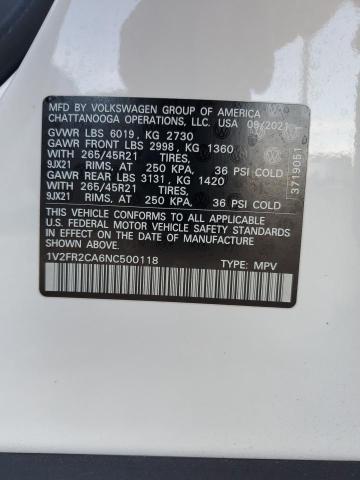 MFD BY VOLKSWAGEN GROUP OF AMERICA
CHATTANOOGA OPERATIONS, LLC. USA 09/2021
GVWR LBS 6019, KG 2730
GAWR FRONT LBS 2998, KG 1360
WITH 265/45R21 TIRES,
9JX21 RIMS, AT 250 KPA, 36 PSI COLD
GAWR REAR LBS 3131, KG 1420
WITH 265/45R21 TIRES,
9JX21 RIMS, AT 250 KPA, 36 PSI COLD
THIS VEHICLE CONFORMS TO ALL APPLICABLE
U.S. FEDERAL MOTOR VEHICLE SAFETY STANDARDS
IN EFFECT ON THE DATE OF MANUFACTURE SHOWN
ABOVE.
1V2FR2CA6NC500118 TYPE: MPV
3719051